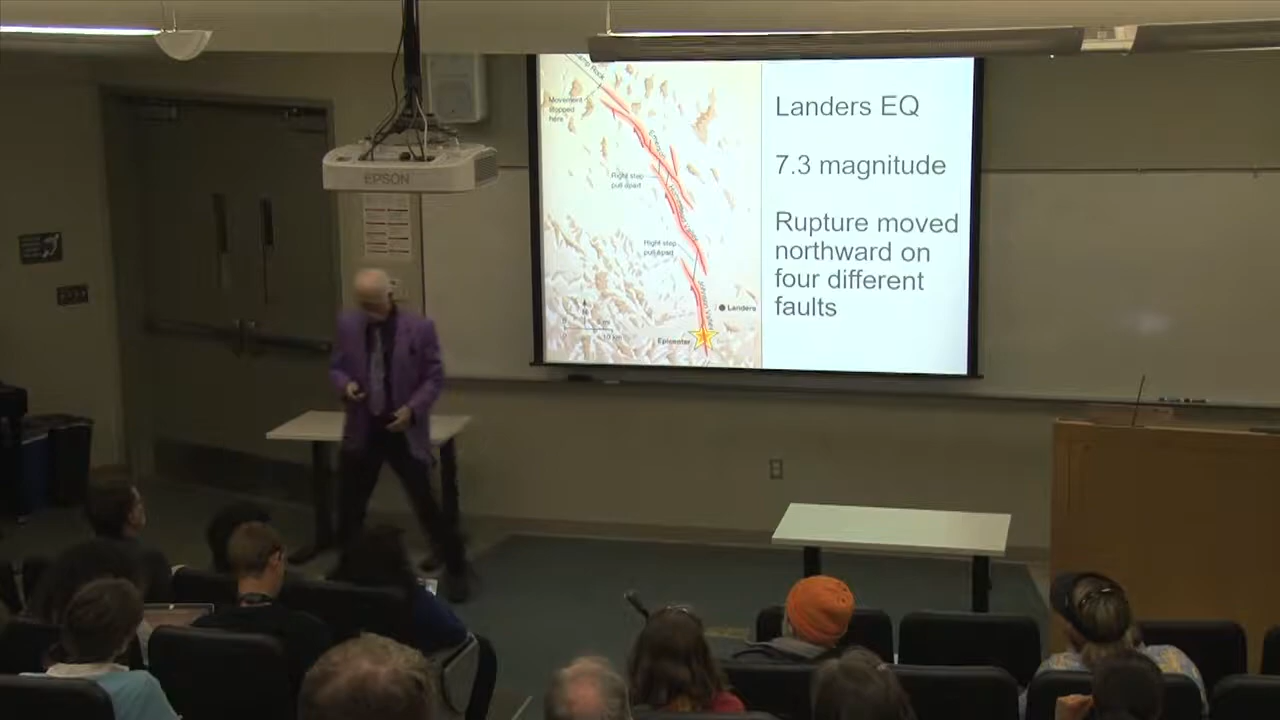 Landers EQ
7.3 magnitude
Rupture moved
northward on
four different
faults
Movement
stopped
here
Right step
pull apart
Right step
pull apart
Landers
Epicenter
EPSON